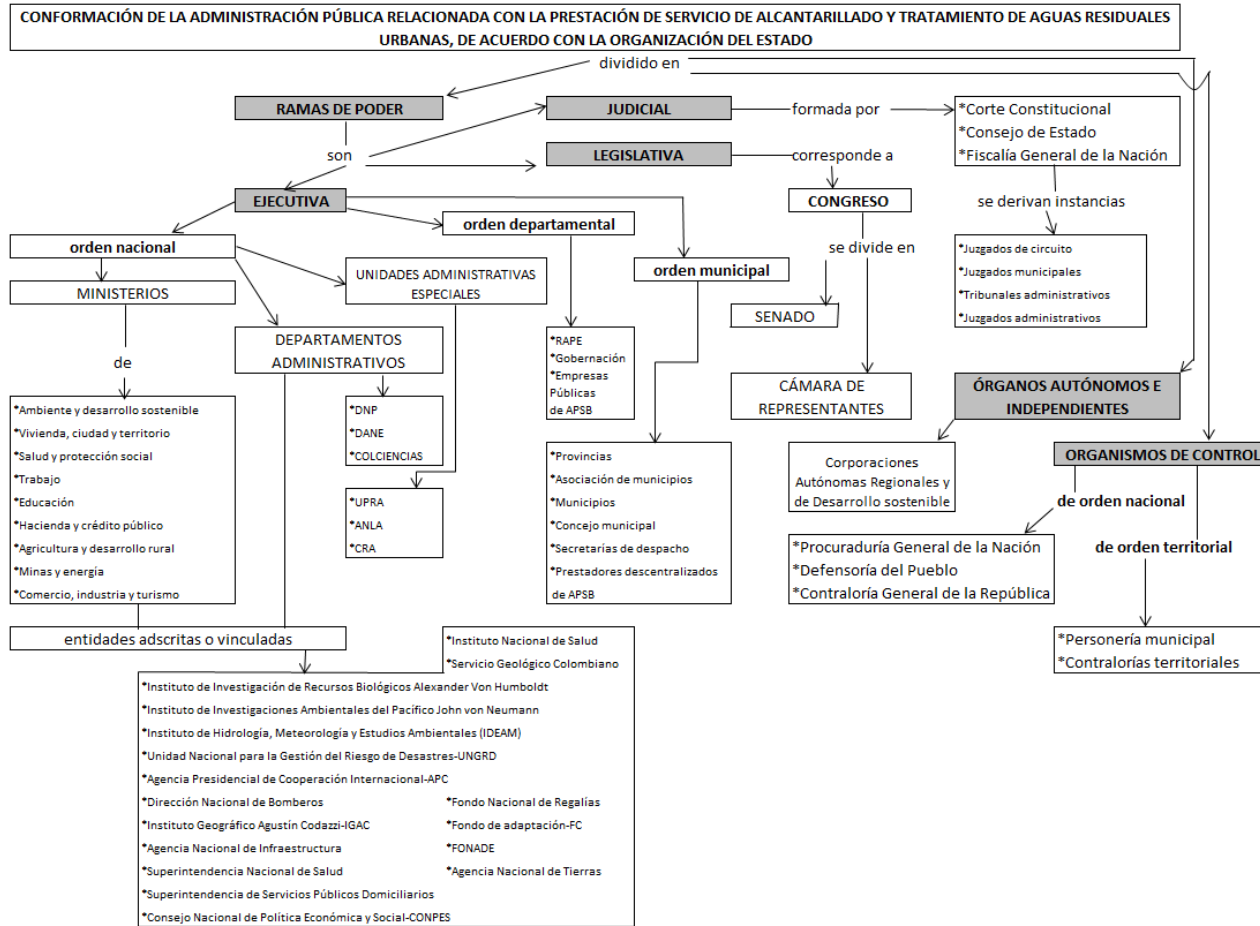 CONFORMACIÓN DE LA ADMINISTRACIÓN PÚBLICA RELACIONADA CON LA PRESTACIÓN DE SERVICIO DE ALCANTARILLADO Y TRATAMIENTO DE AGUAS RESIDUALES
URBANAS, DE ACUERDO CON LA ORGANIZACIÓN DEL ESTADO
dividido en
RAMAS DE PODER
son
JUDICIAL
formada por
*Corte Constitucional
*Consejo de Estado
*Fiscalía General de la Nación
se derivan instancias
*Juzgados de circuito
*Juzgados municipales
*Tribunales administrativos
*Juzgados administrativos
LEGISLATIVA
corresponde a
CONGRESO
se divide en
SENADO
CÁMARA DE
REPRESENTANTES
EJECUTIVA
orden nacional
MINISTERIOS
de
*Ambiente y desarrollo sostenible
*Vivienda, ciudad y territorio
*Salud y protección social
*Trabajo
*Educación
*Hacienda y crédito público
*Agricultura y desarrollo rural
*Minas y energía
*Comercio, industria y turismo
UNIDADES ADMINISTRATIVAS
ESPECIALES
DEPARTAMENTOS
ADMINISTRATIVOS
*DNP
*DANE
*COLCIENCIAS
*UPRA
*ANLA
*CRA
orden departamental
*RAPE
*Gobernación
*Empresas
Públicas
de APSB
orden municipal
*Provincias
*Asociación de municipios
*Municipios
*Concejo municipal
*Secretarías de despacho
*Prestadores descentralizados
de APSB
ÓRGANOS AUTÓNOMOS E
INDEPENDIENTES
Corporaciones
Autónomas Regionales y
de Desarrollo sostenible
ORGANISMOS DE CONTROL
de orden nacional
*Procuraduría General de la Nación
*Defensoría del Pueblo
*Contraloría General de la República
de orden territorial
*Personería municipal
*Contralorías territoriales
entidades adscritas o vinculadas
*Instituto Nacional de Salud
*Servicio Geológico Colombiano
*Instituto de Investigación de Recursos Biológicos Alexander Von Humboldt
*Instituto de Investigaciones Ambientales del Pacífico John von Neumann
*Instituto de Hidrología, Meteorología y Estudios Ambientales (IDEAM)
*Unidad Nacional para la Gestión del Riesgo de Desastres-UNGRD
*Agencia Presidencial de Cooperación Internacional-APC
*Dirección Nacional de Bomberos
*Fondo Nacional de Regalías
*Instituto Geográfico Agustín Codazzi-IGAC
*Fondo de adaptación-FC
*Agencia Nacional de Infraestructura
*FONADE
*Superintendencia Nacional de Salud
*Agencia Nacional de Tierras
*Superintendencia de Servicios Públicos Domiciliarios
*Consejo Nacional de Política Económica y Social-CONPES